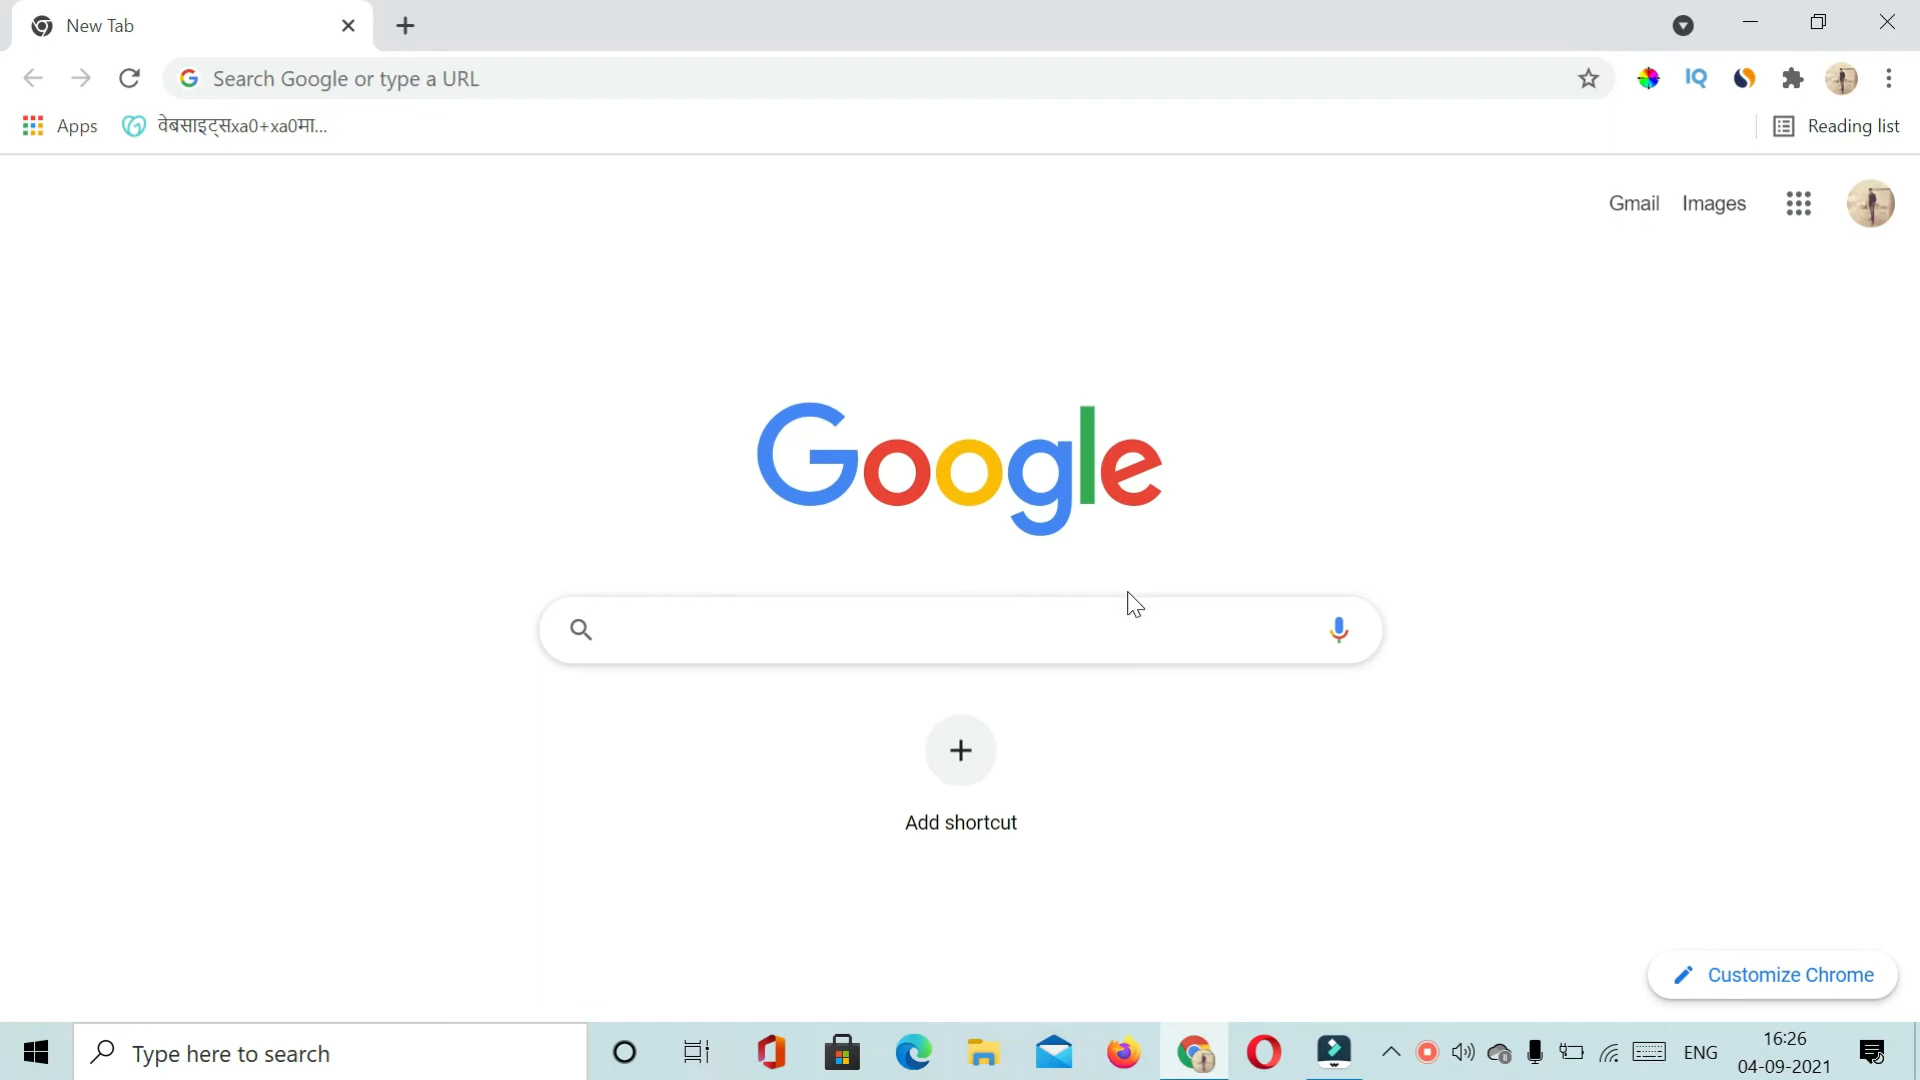 New Tab
Search Google or type a URL
IQ
Apps वेबसाइट्सxa0+xa0मा... Reading list
Gmail Images
Google
Add shortcut
Customize Chrome
Type here to search
ENG
16:26
04-09-2021